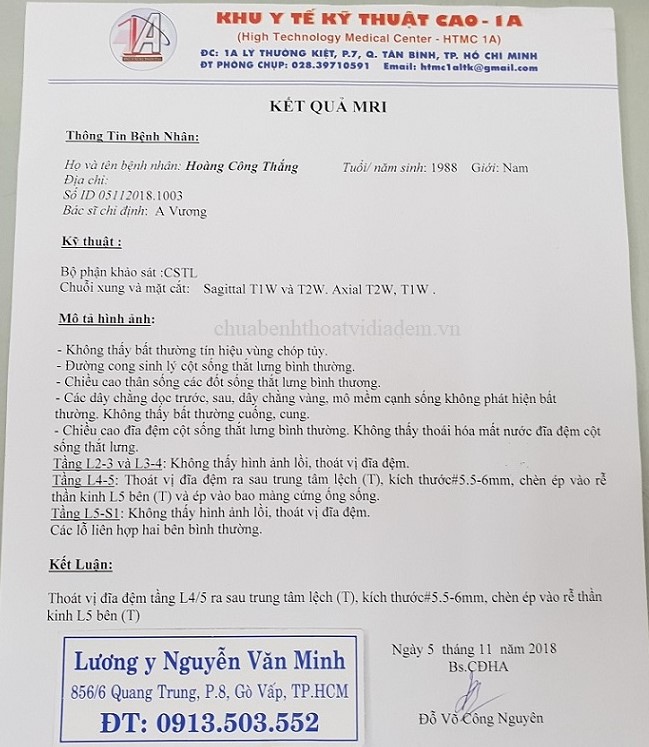 1A
KHU Y TẾ KỸ THUẬT CAO - 1A
(High Technology Medical Center - HTMC 1A)
ĐC: 1A LÝ THƯỜNG KIỆT, P.7, Q. TÂN BÌNH, TP. HỒ CHÍ MINH
ĐT PHÒNG CHỤP: 028.39710591 Email: htmc1altk@gmail.com
KẾT QUẢ MRI
Thông Tin Bệnh Nhân:
Họ và tên bệnh nhân: Hoàng Công Thắng Tuổi/ năm sinh: 1988 Giới: Nam
Địa chỉ:
Số ID 05112018.1003
Bác sĩ chỉ định: A Vương
Kỹ thuật :
Bộ phận khảo sát :CSTL
Chuỗi xung và mặt cắt: Sagittal T1W và T2W. Axial T2W, T1W .
Mô tả hình ảnh:
chuabenhthoatvidiadem.vn
- Không thấy bất thường tín hiệu vùng chóp tủy.
- Đường cong sinh lý cột sống thắt lưng bình thường.
- Chiều cao thân sống các đốt sống thắt lưng bình thương.
- Các dây chằng dọc trước, sau, dây chằng vàng, mô mềm cạnh sống không phát hiện bất
thường. Không thấy bất thường cuống, cung.
- Chiều cao đĩa đệm cột sống thắt lưng bình thường. Không thấy thoái hóa mất nước đĩa đệm cột
sống thắt lưng.
Tầng L2-3 và L3-4: Không thấy hình ảnh lồi, thoát vị đĩa đệm.
Tầng L4-5: Thoát vị đĩa đệm ra sau trung tâm lệch (T), kích thước#5.5-6mm, chèn ép vào rễ
thần kinh L5 bên (T) và ép vào bao màng cứng ống sống.
Tầng L5-S1: Không thấy hình ảnh lồi, thoát vị đĩa đệm.
Các lỗ liên hợp hai bên bình thường.
Kết Luận:
Thoát vị đĩa đệm tầng L4/5 ra sau trung tâm lệch (T), kích thước#5.5-6mm, chèn ép vào rễ thần
kinh L5 bên (T)
Ngày 5 tháng 11 năm 2018
Bs.CĐHA
Đỗ Võ Công Nguyên
Lương y Nguyễn Văn Minh
856/6 Quang Trung, P.8, Gò Vấp, TP.HCM
ĐT: 0913.503.552